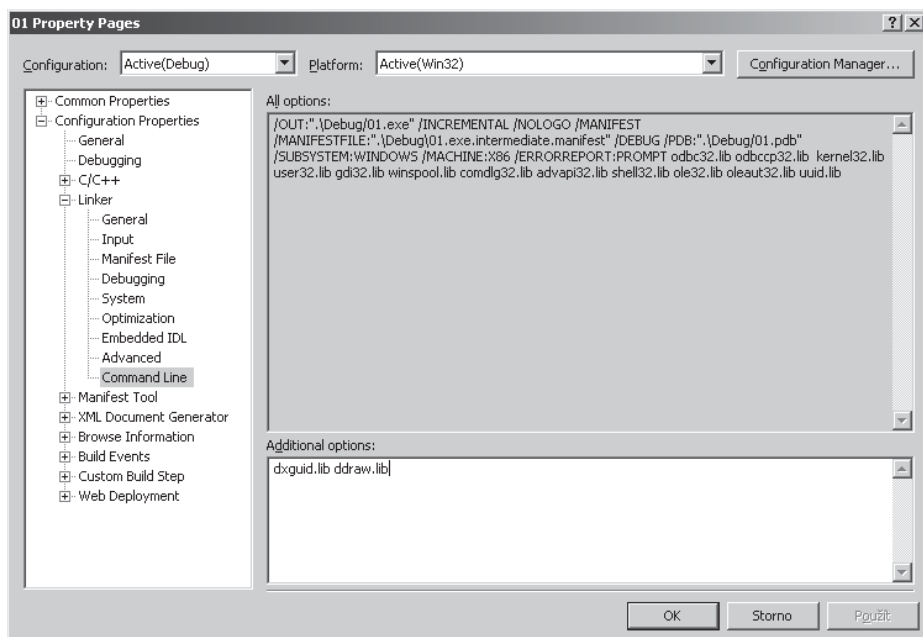 01 Property Pages
Configuration: Active(Debug) Platform: Active(Win32) Configuration Manager...
Common Properties
Configuration Properties
General
Debugging
C/C++
Linker
General
Input
Manifest File
Debugging
System
Optimization
Embedded IDL
Advanced
Command Line
Manifest Tool
XML Document Generator
Browse Information
Build Events
Custom Build Step
Web Deployment
All options:
/OUT:".\Debug/01.exe" /INCREMENTAL /NOLOGO /MANIFEST
/MANIFESTFILE:".\Debug\01.exe.intermediate.manifest" /DEBUG /PDB:".\Debug/01.pdb"
/SUBSYSTEM:WINDOWS /MACHINE:X86 /ERRORREPORT:PROMPT odbc32.lib odbccp32.lib  kernel32.lib
user32.lib gdi32.lib winspool.lib comdlg32.lib advapi32.lib shell32.lib ole32.lib oleaut32.lib uuid.lib
Additional options:
dxguid.lib ddraw.lib
OK Storno Použít